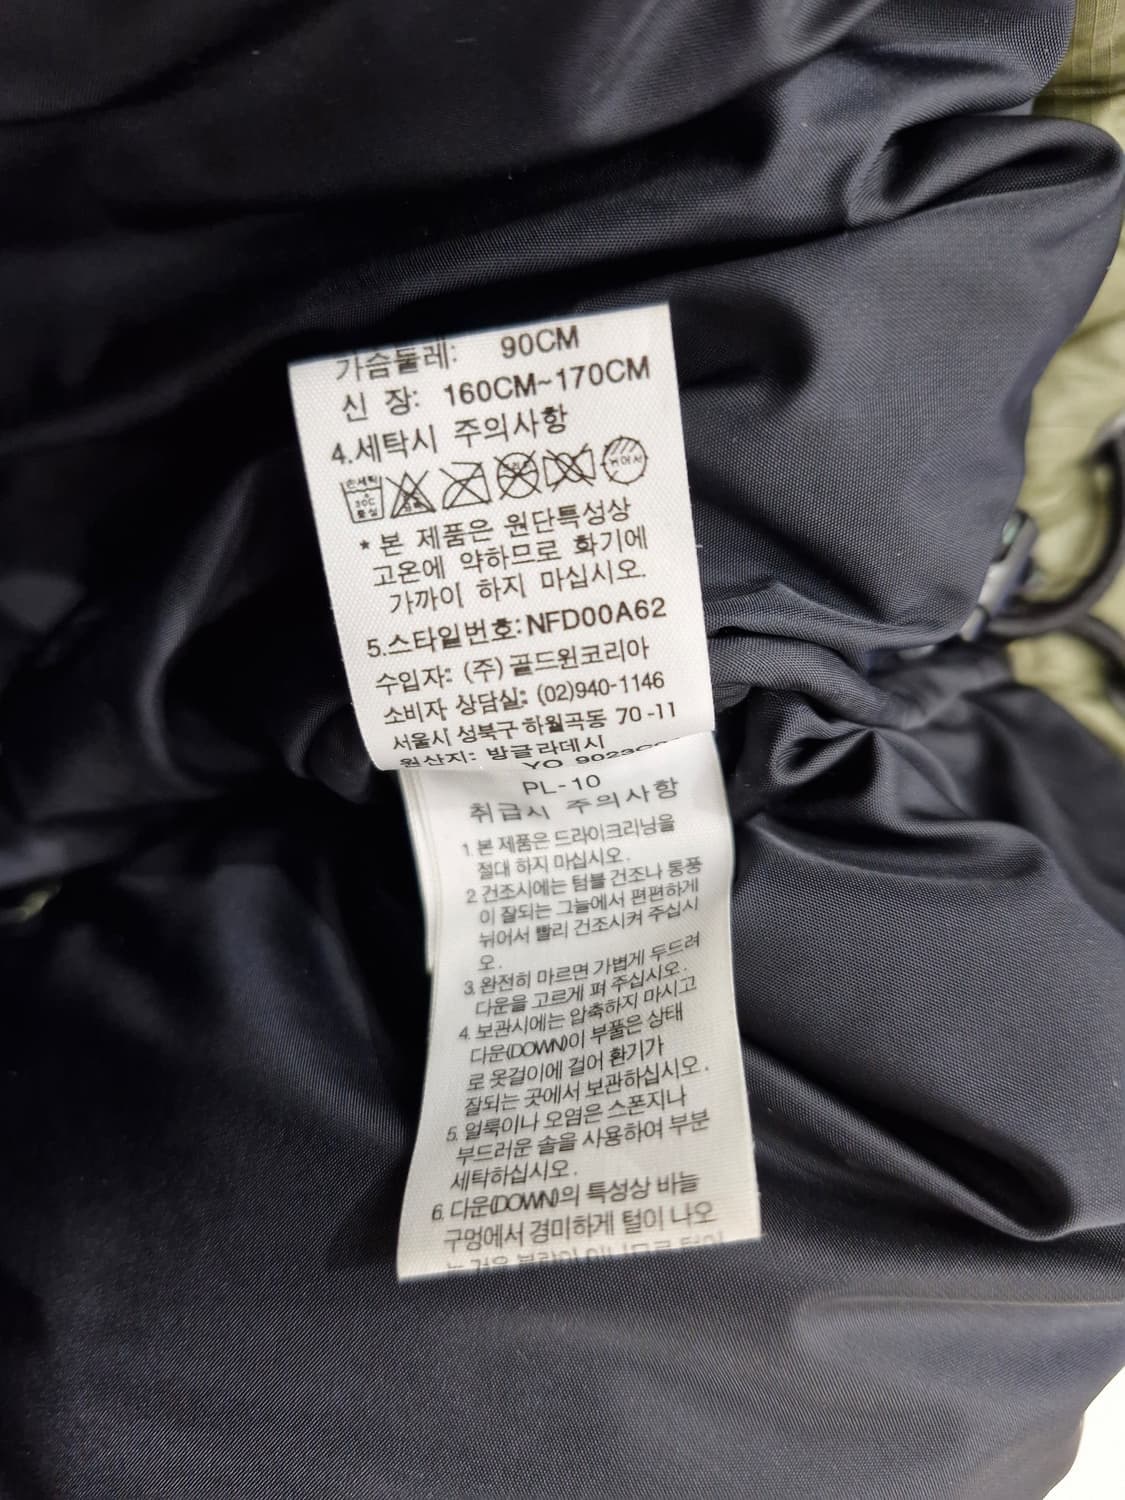 가슴둘레: 90CM
신 장: 160CM~170CM
4.세탁시 주의사항
손세탁
30℃
중성
뉘어서
* 본 제품은 원단특성상
고온에 약하므로 화기에
가까이 하지 마십시오.
5.스타일번호:NFD00A62
수입자: (주) 골드윈코리아
소비자 상담실: (02)940-1146
서울시 성북구 하월곡동 70-11
원산지: 방글라데시
YO
PL-10
취급시 주의사항
1. 본 제품은 드라이크리닝을
절대 하지 마십시오.
2. 건조시에는 텀블 건조나 통풍
이 잘되는 그늘에서 편편하게
뉘어서 빨리 건조시켜 주십시
오.
3. 완전히 마르면 가볍게 두드려
다운을 고르게 펴 주십시오.
4. 보관시에는 압축하지 마시고
다운(DOWN)이 부풀은 상태
로 옷걸이에 걸어 환기가
잘되는 곳에서 보관하십시오.
5. 얼룩이나 오염은 스폰지나
부드러운 솔을 사용하여 부분
세탁하십시오.
6. 다운(DOWN)의 특성상 바늘
구멍에서 경미하게 털이 나오